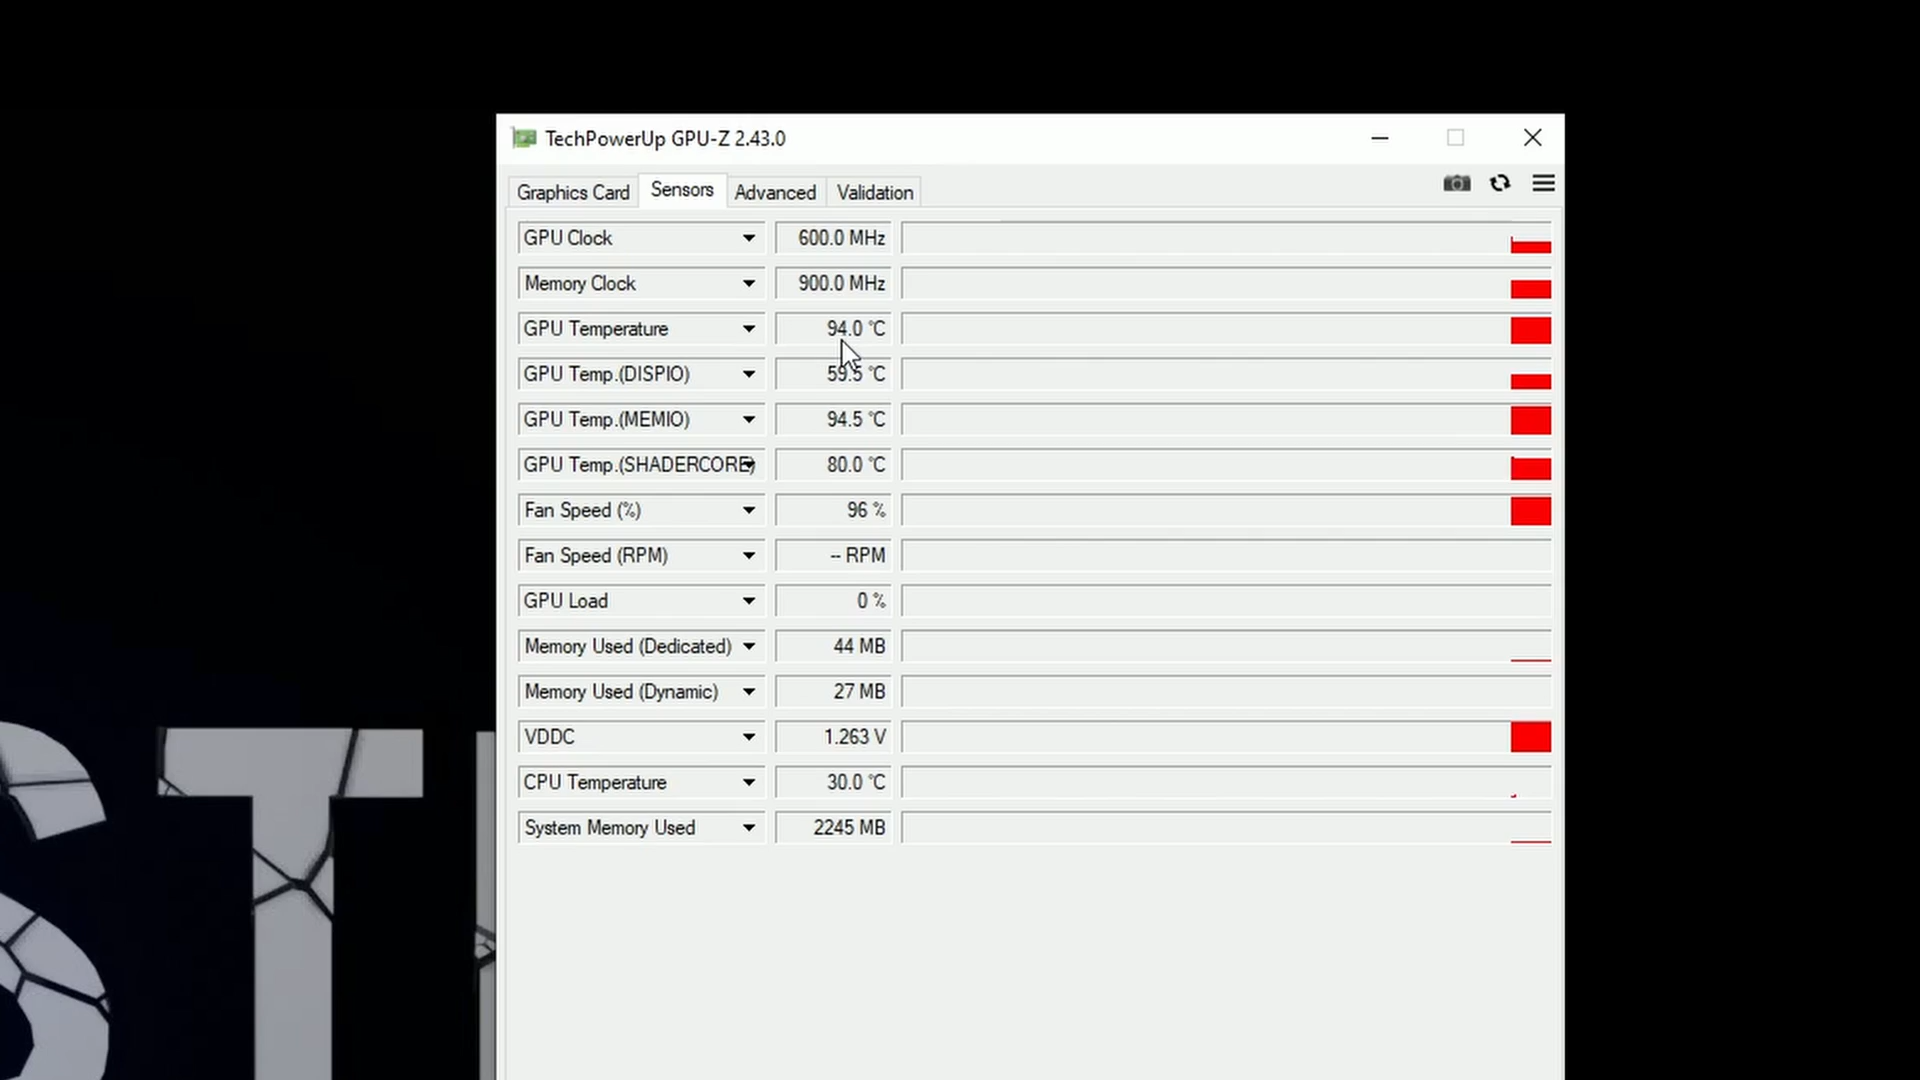 TechPowerUp GPU-Z 2.43.0
Graphics Card Sensors Advanced Validation
GPU Clock 600.0 MHz
Memory Clock 900.0 MHz
GPU Temperature 94.0 °C
GPU Temp.(DISPIO) 59.5 °C
GPU Temp.(MEMIO) 94.5 °C
GPU Temp.(SHADERCORE) 80.0 °C
Fan Speed (%) 96 %
Fan Speed (RPM) -- RPM
GPU Load 0 %
Memory Used (Dedicated) 44 MB
Memory Used (Dynamic) 27 MB
VDDC 1.263 V
CPU Temperature 30.0 °C
System Memory Used 2245 MB